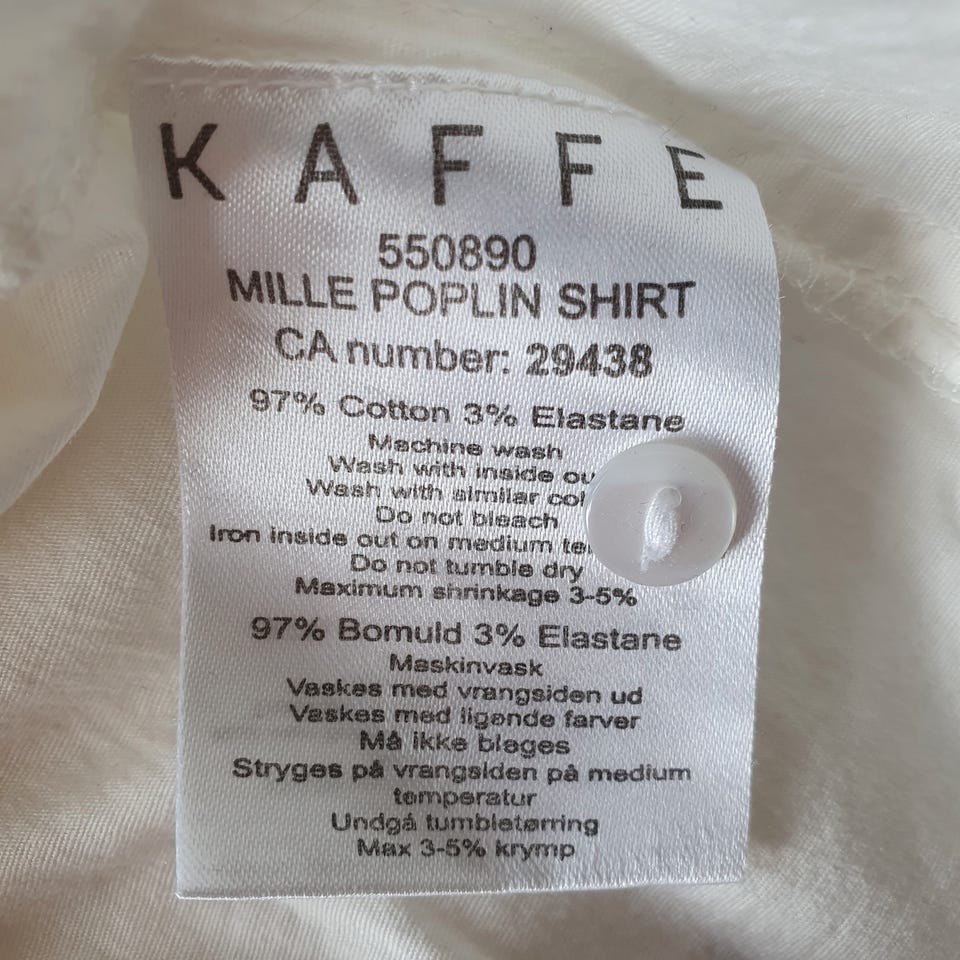 KAFFE
550890
MILLE POPLIN SHIRT
CA number: 29438
97% Cotton 3% Elastane
Machine wash
Wash with inside
Wash with similar
Do not bleach
Iron inside out on medium
Do not tumble dry
Maximum shrinkage 3-5%
97% Bomuld 3% Elastane
Maskinvask
Vaskes med vrangsiden ud
Vaskes med ligende farver
Må ikke bleges
Stryges på vrangsiden på medium
temperatur
Undgå tumbletørring
Max 3-5% krymp